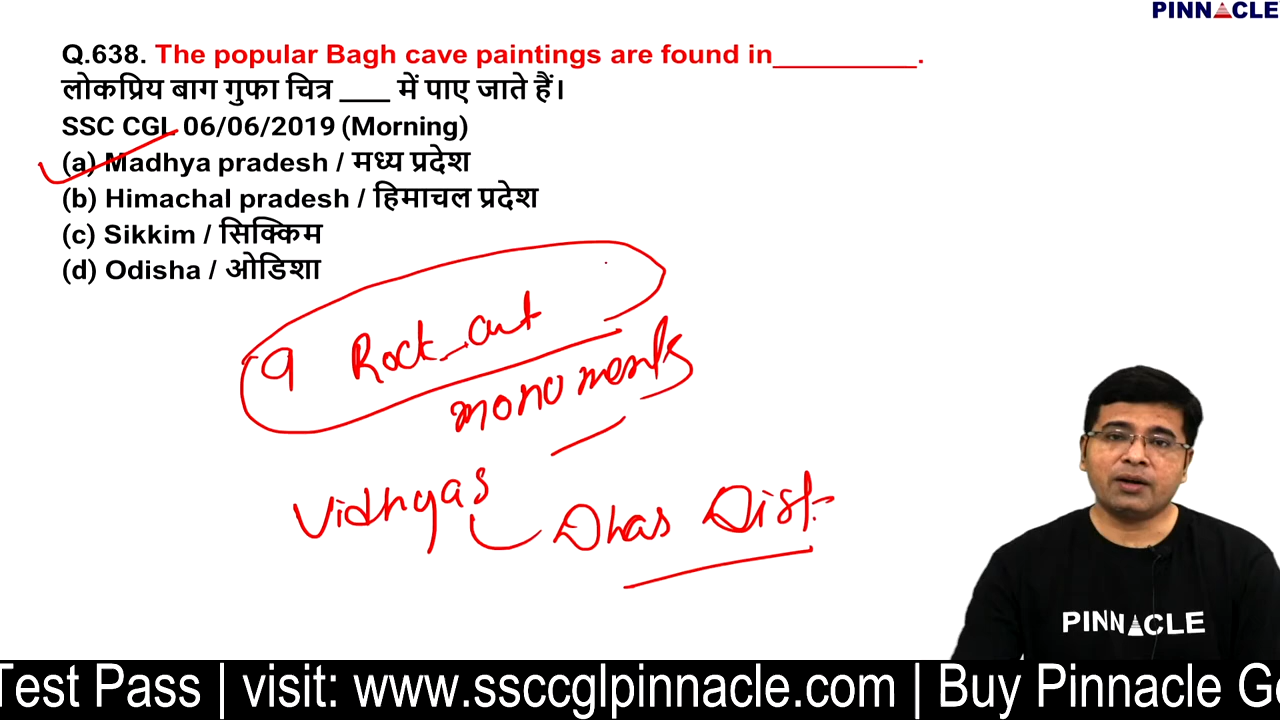 PINNACLE
Q.638. The popular Bagh cave paintings are found in__________.
लोकप्रिय बाग गुफा चित्र ____ में पाए जाते हैं।
SSC CGL 06/06/2019 (Morning)
(a) Madhya pradesh / मध्य प्रदेश
(b) Himachal pradesh / हिमाचल प्रदेश
(c) Sikkim / सिक्किम
(d) Odisha / ओडिशा
9 Rock-cut
monuments
Vidhyas Dhas Dist.
PINNACLE
Test Pass | visit: www.ssccglpinnacle.com | Buy Pinnacle Ge